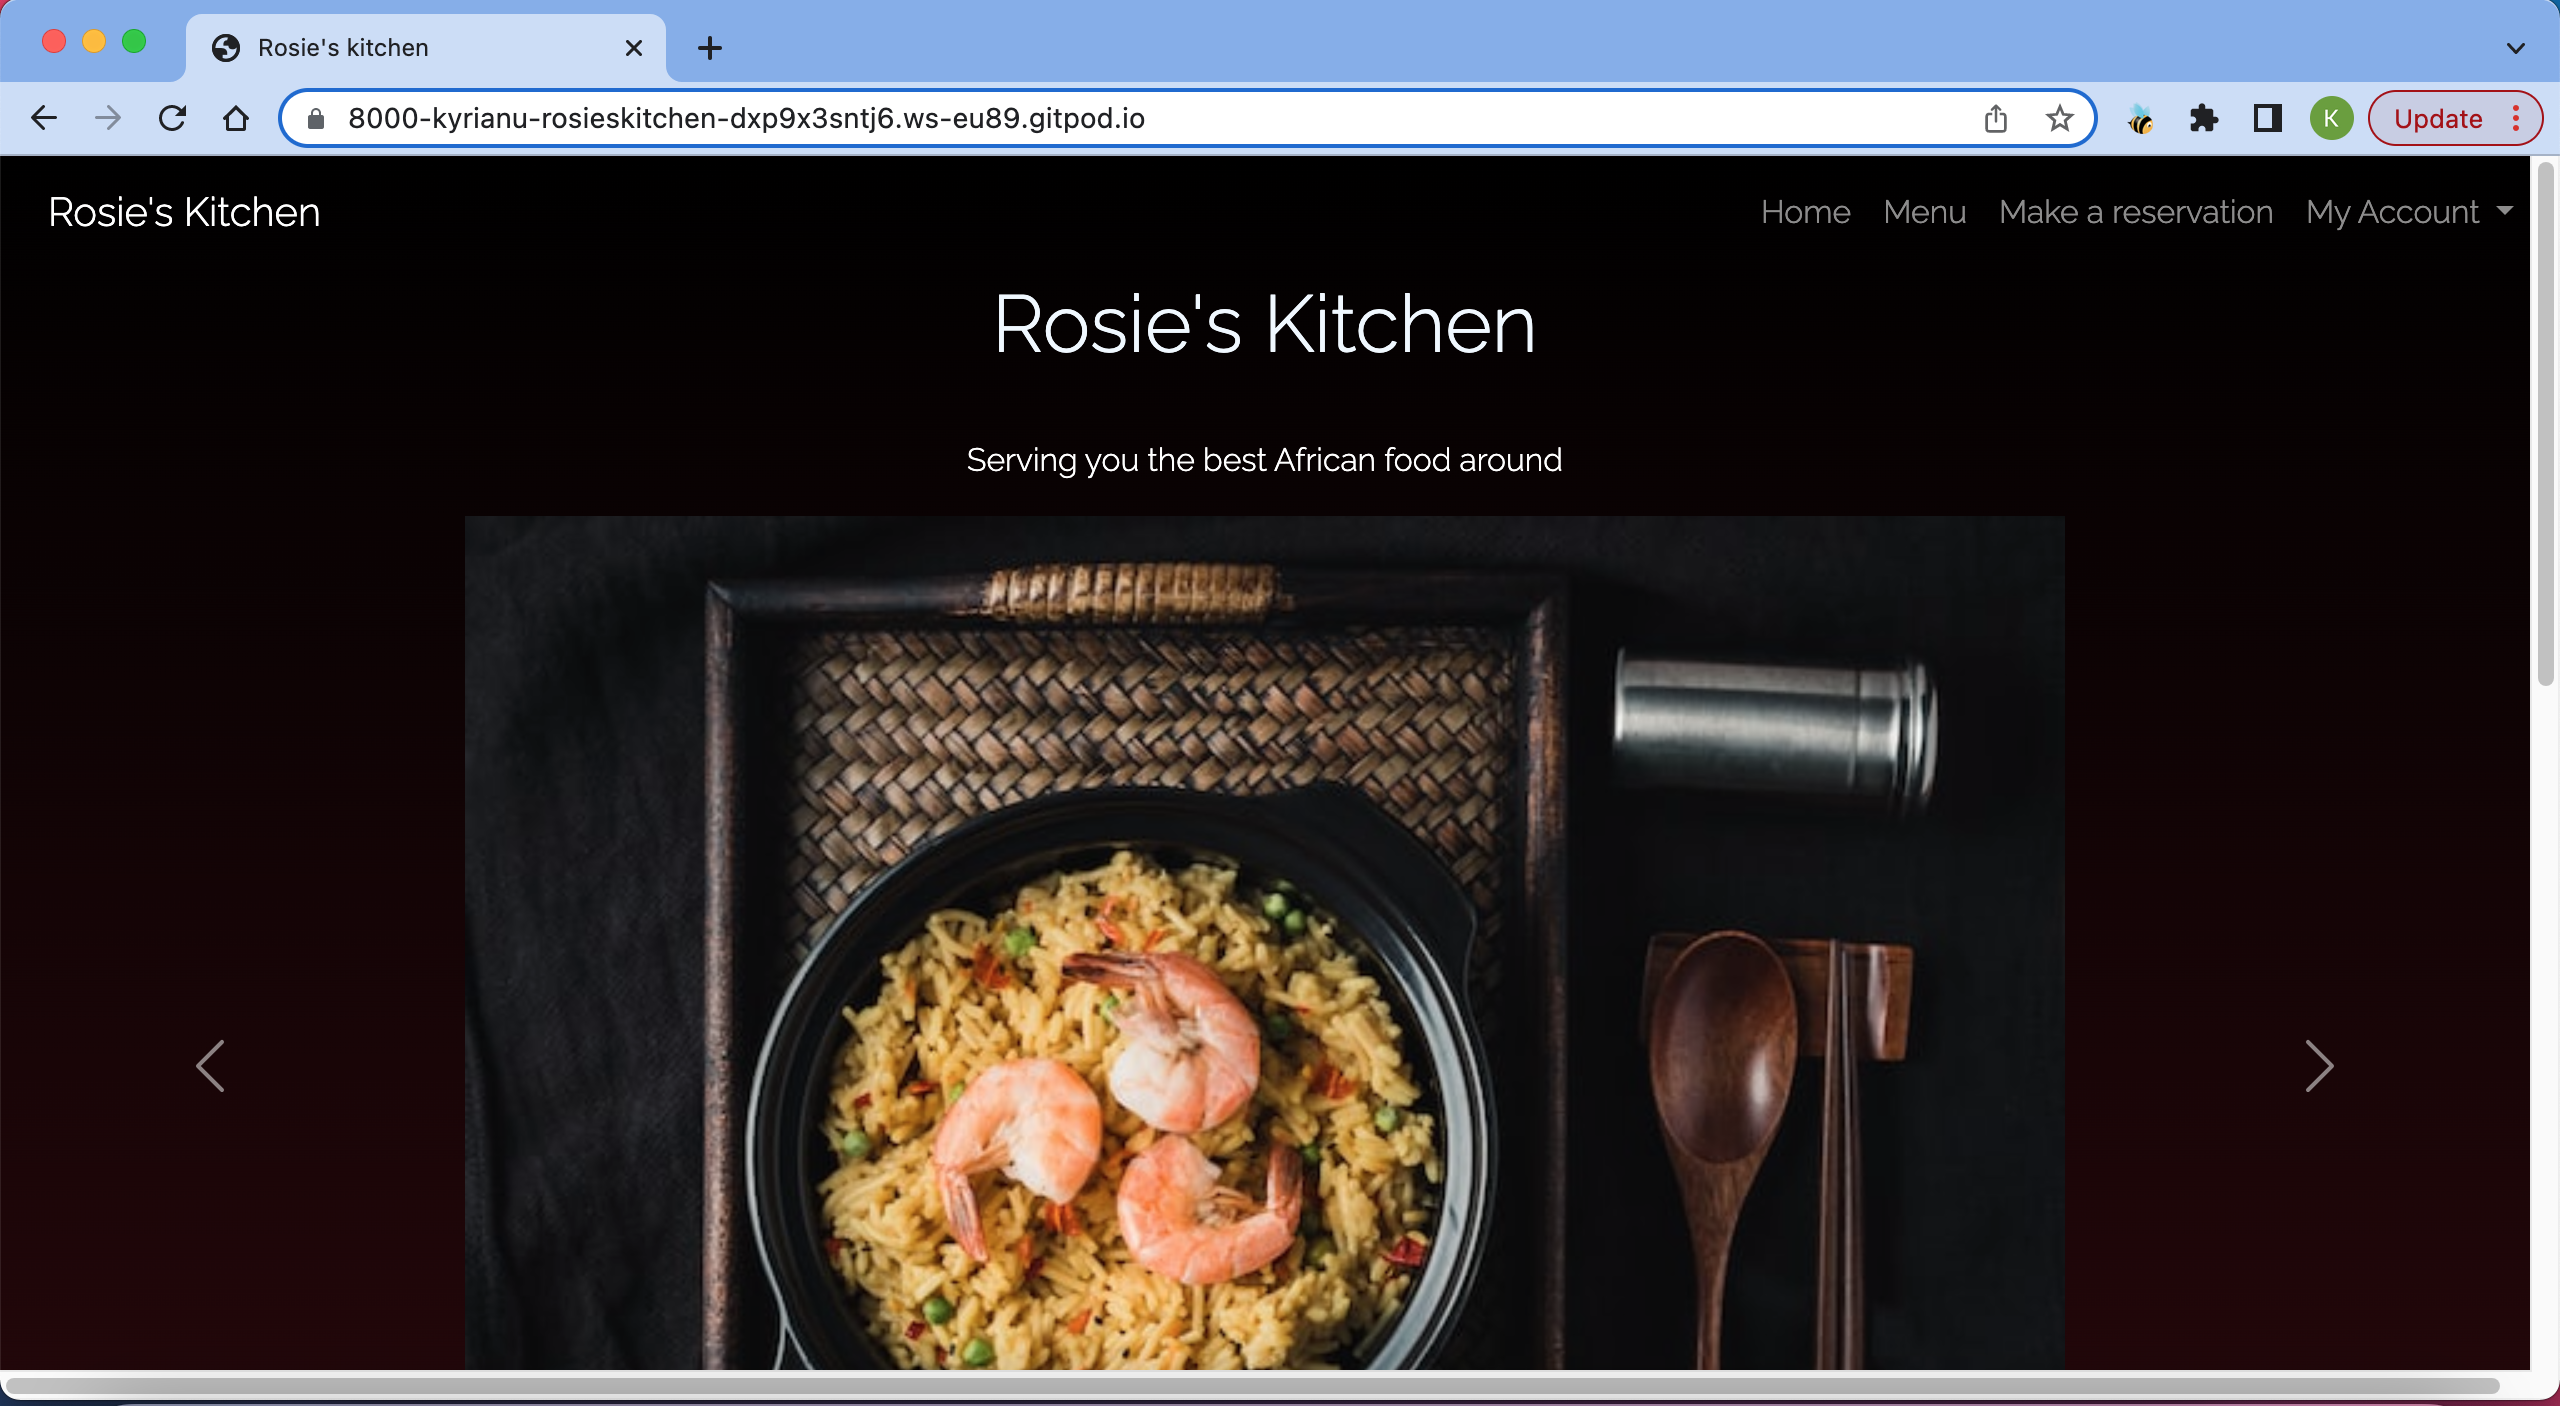 Rosie's kitchen
8000-kyrianu-rosieskitchen-dxp9x3sntj6.ws-eu89.gitpod.io
K
Update
Rosie's Kitchen
Home
Menu
Make a reservation
My Account
Rosie's Kitchen
Serving you the best African food around